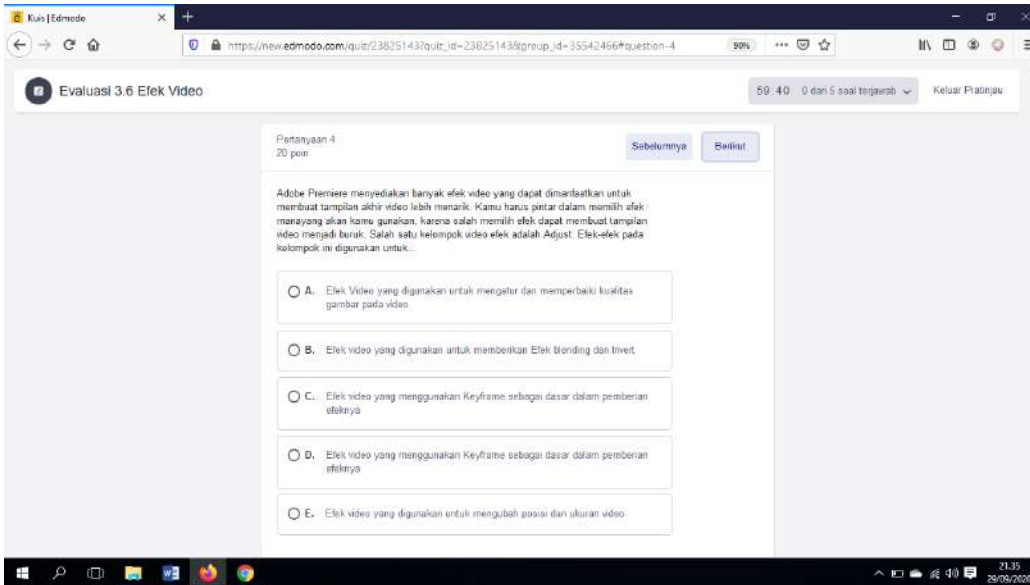 Kuis | Edmodo
https://new.edmodo.com/quiz/23825143?quiz_id=23825143&group_id=35542466#question-4
90%
Evaluasi 3.6 Efek Video
59 : 40 0 dari 5 soal terjawab
Keluar Pratinjau
Pertanyaan 4
20 poin
Sebelumnya
Berikut
Adobe Premiere menyediakan banyak efek video yang dapat dimanfaatkan untuk
membuat tampilan akhir video lebih menarik. Kamu harus pintar dalam memilih efek
manayang akan kamu gunakan, karena salah memilih efek dapat membuat tampilan
video menjadi buruk. Salah satu kelompok video efek adalah Adjust. Efek-efek pada
kelompok ini digunakan untuk...
A. Efek Video yang digunakan untuk mengatur dan memperbaiki kualitas
gambar pada video
B. Efek video yang digunakan untuk memberikan Efek blending dan Invert
C. Efek video yang menggunakan Keyframe sebagai dasar dalam pemberian
efeknya
D. Efek video yang menggunakan Keyframe sebagai dasar dalam pemberian
efeknya
E. Efek video yang digunakan untuk mengubah posisi dan ukuran video
21.35
29/09/2020